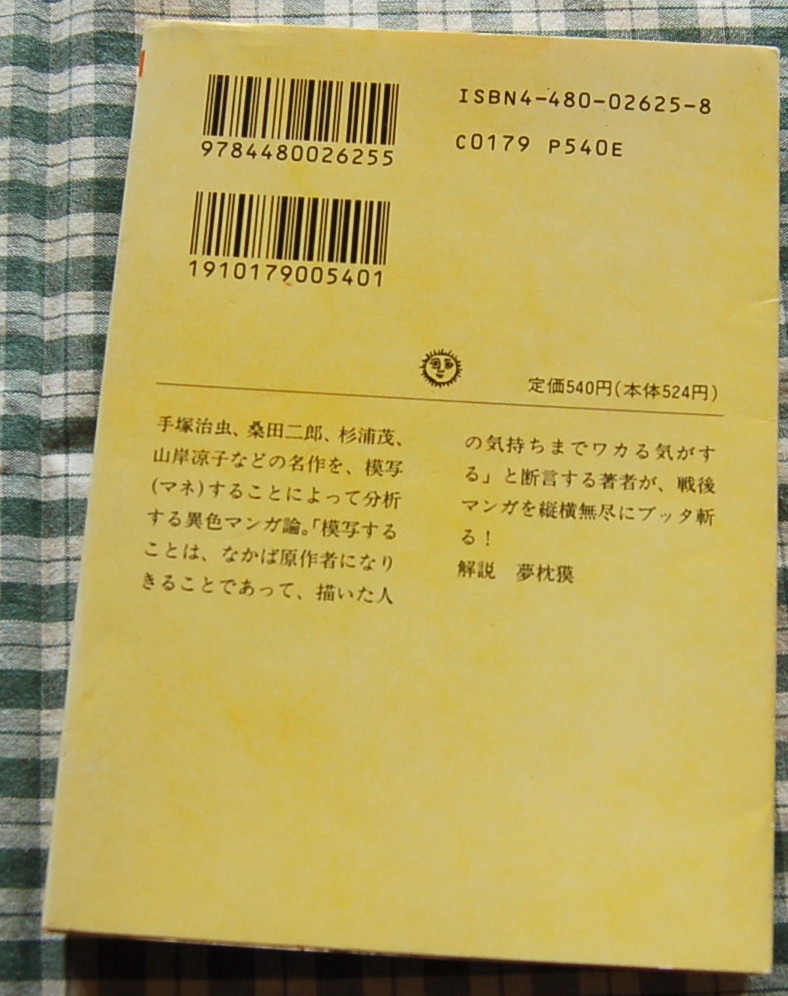 9784480026255
ISBN4-480-02625-8
C0179 P540E
1910179005401
定価540円(本体524円)
手塚治虫、桑田二郎、杉浦茂、
山岸凉子などの名作を、模写
(マネ)することによって分析
する異色マンガ論。「模写する
ことは、なかば原作者になり
きることであって、描いた人
の気持ちまでワカる気がす
る」と断言する著者が、戦後
マンガを縦横無尽にブッタ斬
る!
解説 夢枕獏